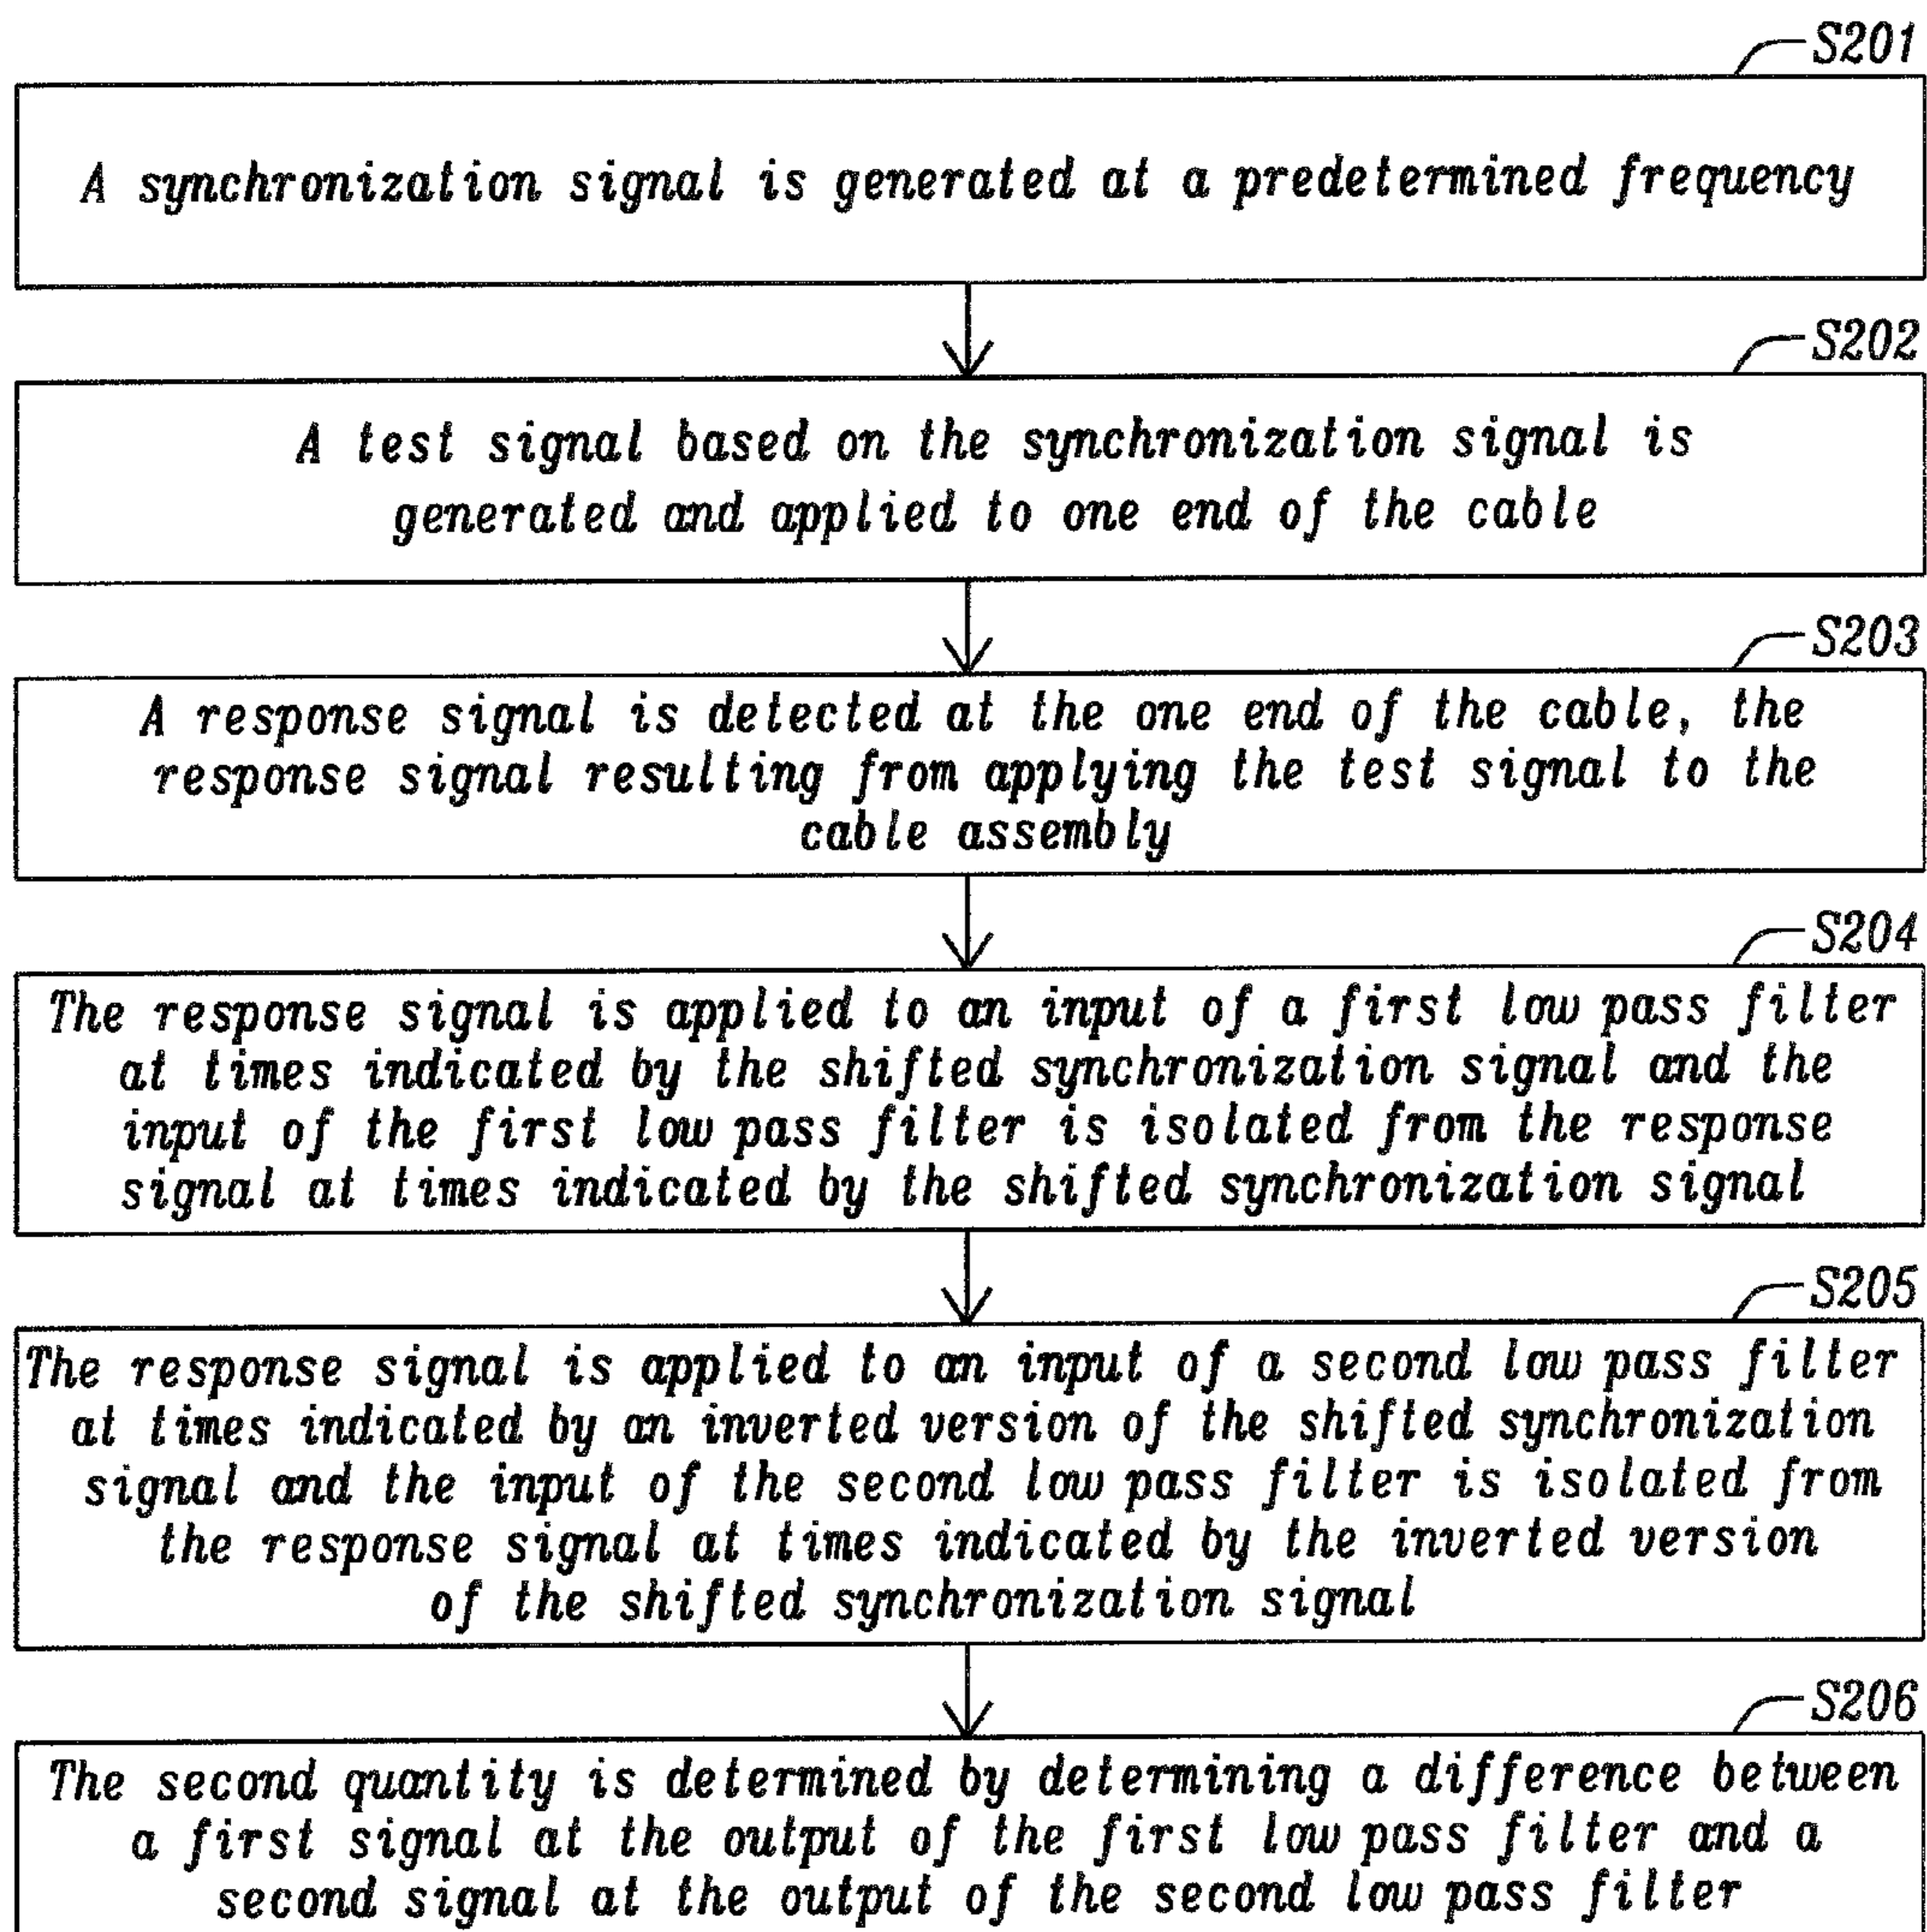 S201
A synchronization signal is generated at a predetermined frequency
S202
A test signal based on the synchronization signal is
generated and applied to one end of the cable
S203
A response signal is detected at the one end of the cable, the
response signal resulting from applying the test signal to the
cable assembly
S204
The response signal is applied to an input of a first low pass filter
at times indicated by the shifted synchronization signal and the
input of the first low pass filter is isolated from the response
signal at times indicated by the shifted synchronization signal
S205
The response signal is applied to an input of a second low pass filter
at times indicated by an inverted version of the shifted synchronization
signal and the input of the second low pass filter is isolated from
the response signal at times indicated by the inverted version
of the shifted synchronization signal
S206
The second quantity is determined by determining a difference between
a first signal at the output of the first low pass filter and a
second signal at the output of the second low pass filter